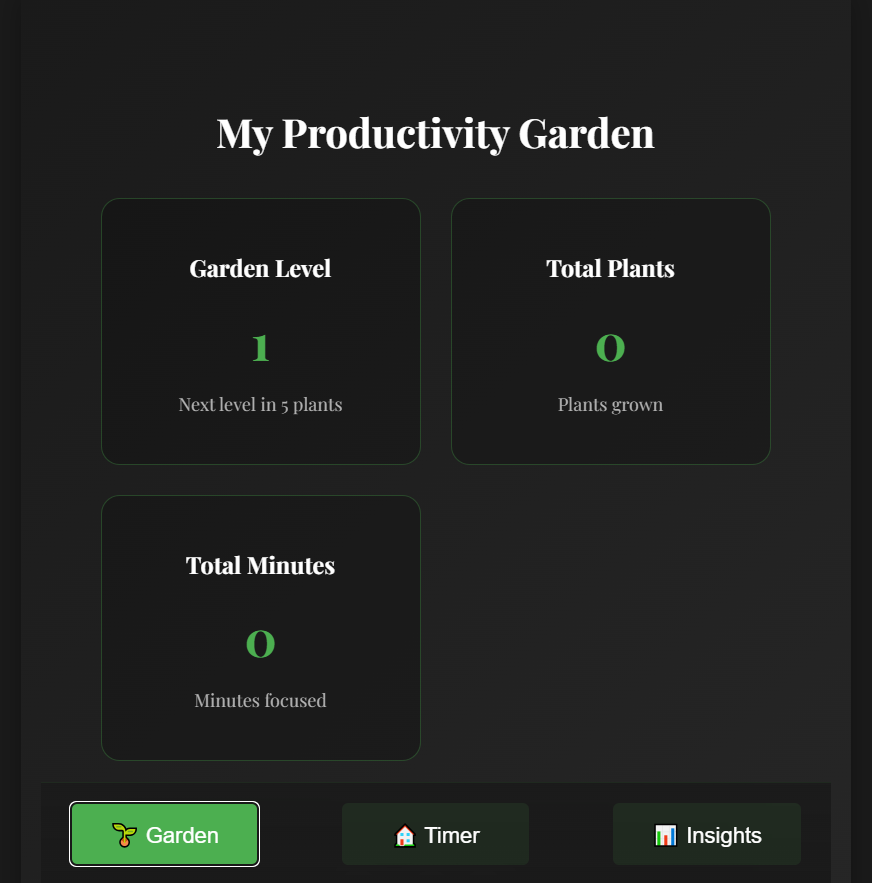 My Productivity Garden
Garden Level
1
Next level in 5 plants
Total Plants
0
Plants grown
Total Minutes
0
Minutes focused
Garden
Timer
Insights